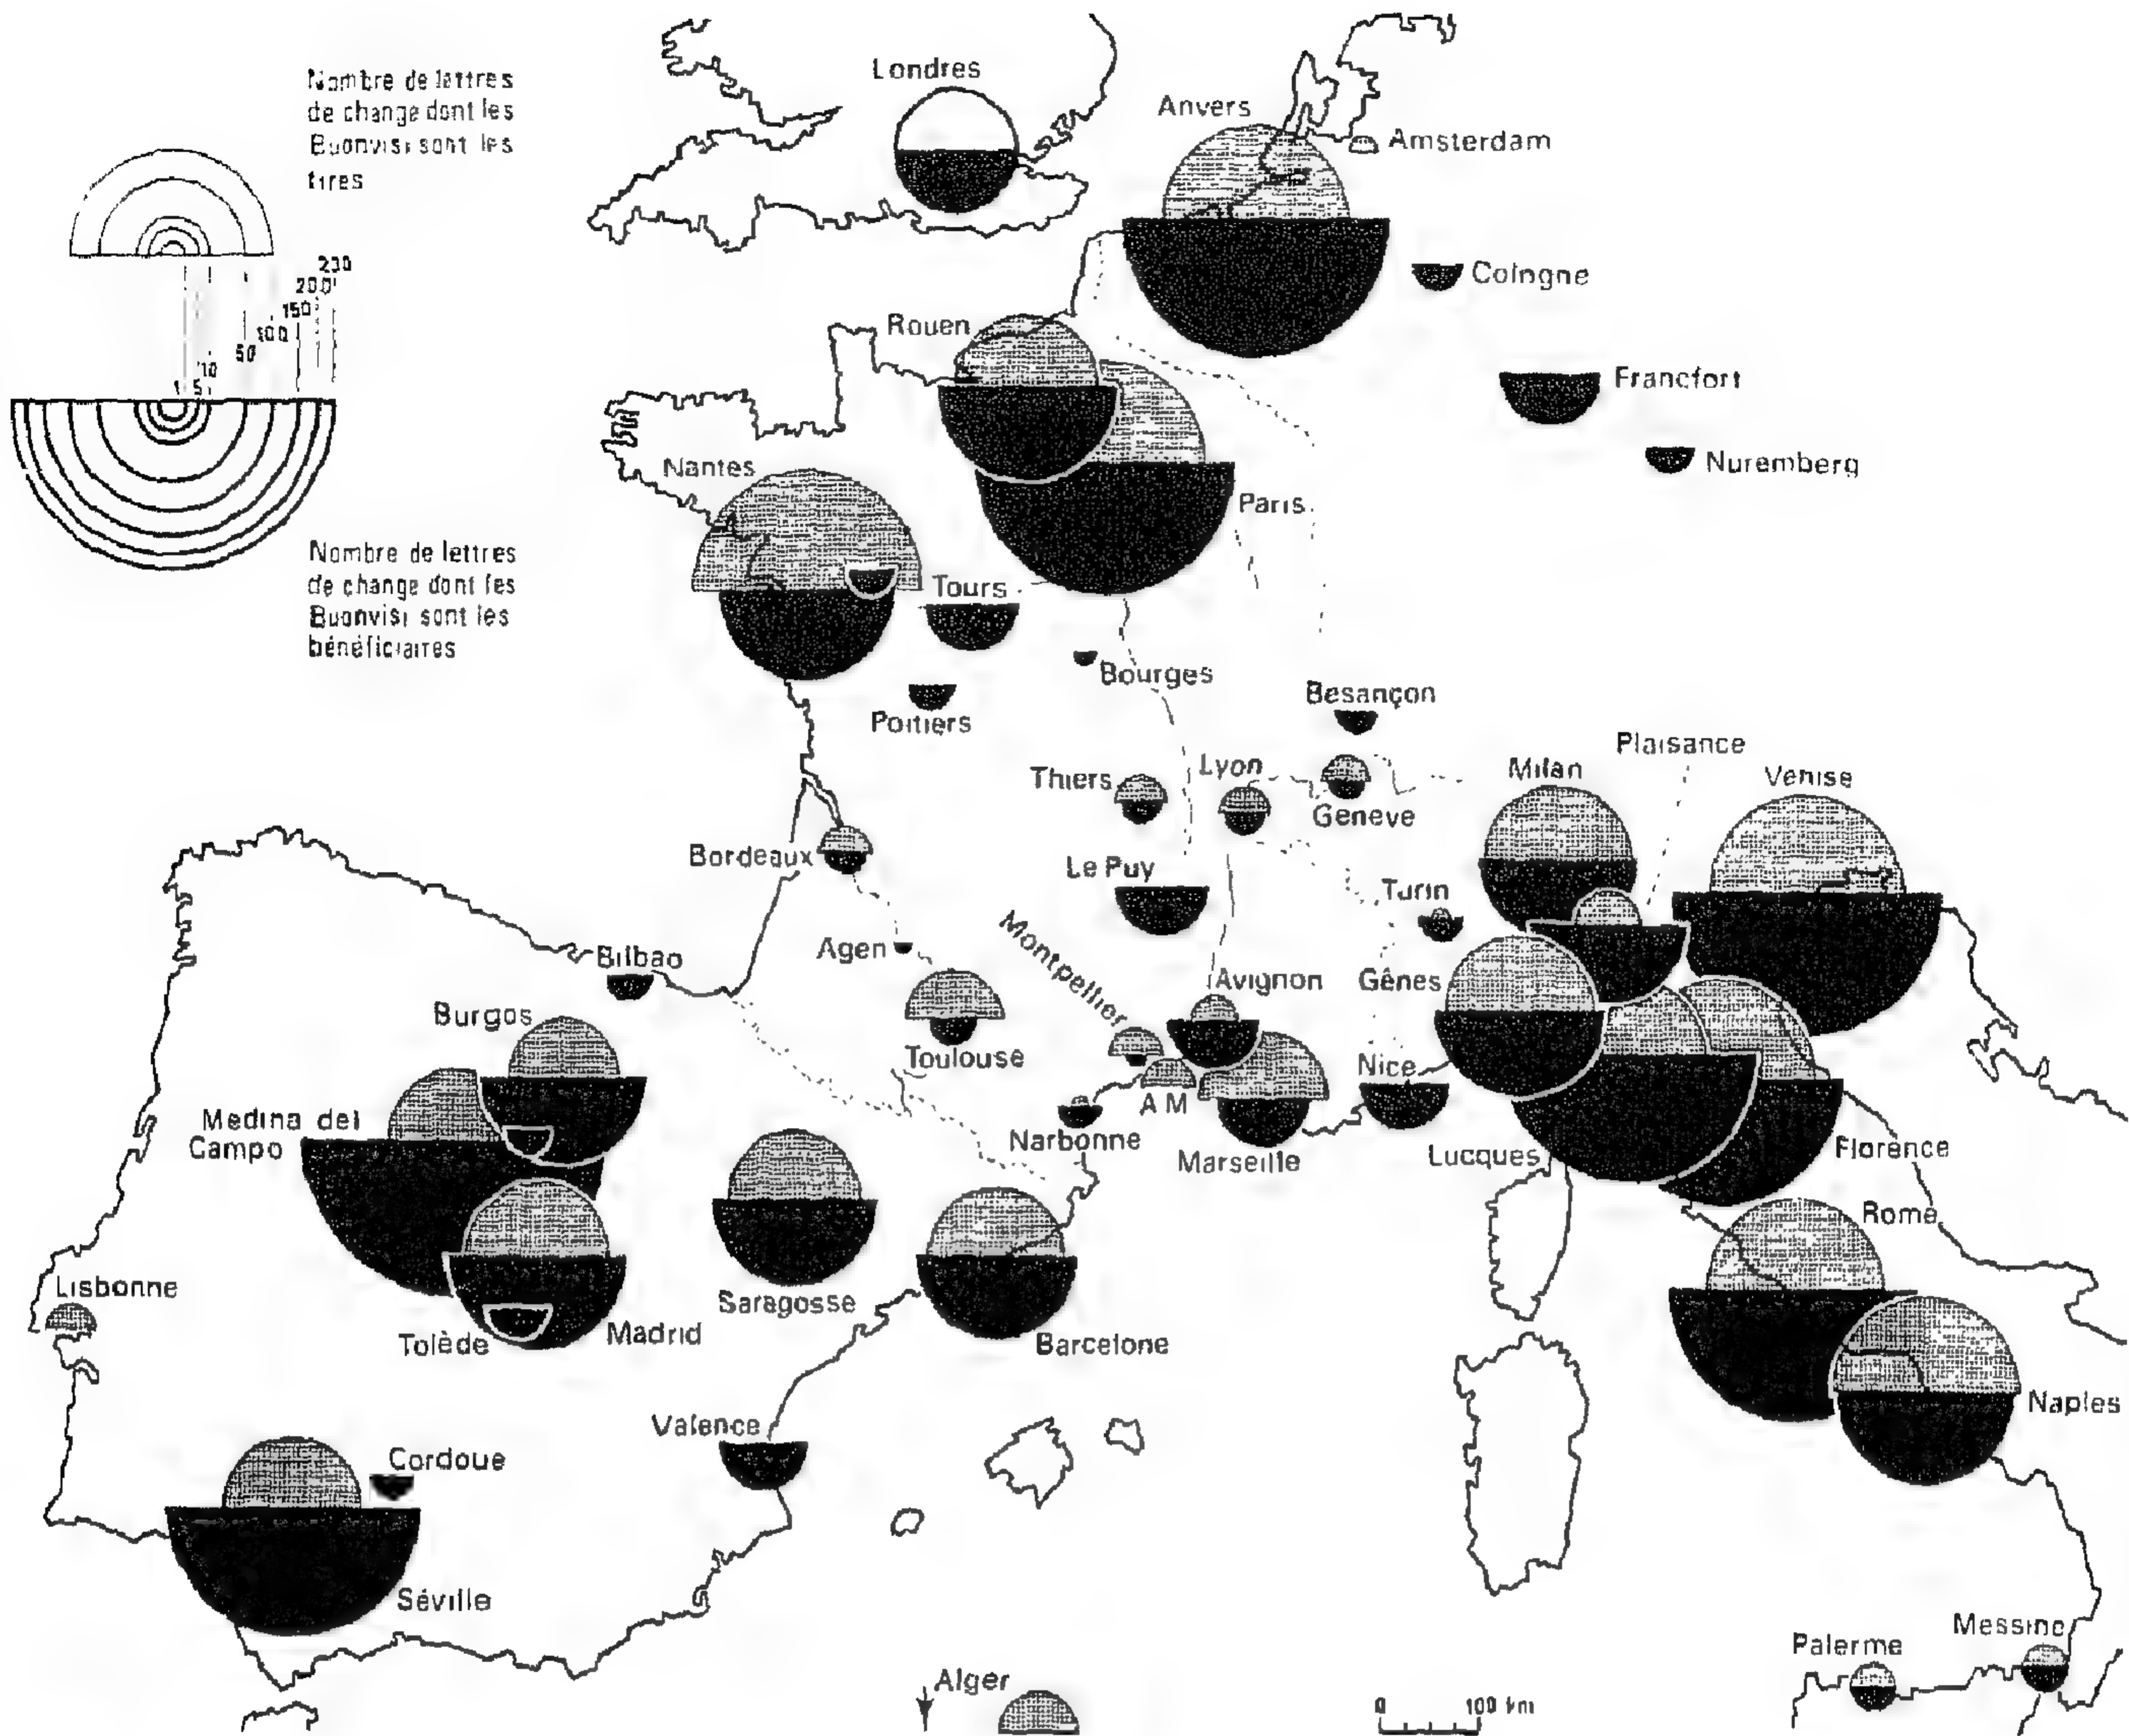 Nombre de lettres
de change dont les
Buonvisi sont les
tires
230
200
150
100
50
10
5
1
Nombre de lettres
de change dont les
Buonvisi sont les
bénéficiaires
Londres
Anvers
Amsterdam
Cologne
Rouen
Francfort
Nuremberg
Nantes
Paris
Tours
Bourges
Poitiers
Besançon
Plaisance
Thiers
Lyon
Milan
Venise
Geneve
Bordeaux
Le Puy
Turin
Montpellier
Agen
Bilbao
Avignon
Gênes
Burgos
Toulouse
Nice
A M
Medina del
Campo
Narbonne
Marseille
Lucques
Florence
Rome
Lisbonne
Saragosse
Tolède
Madrid
Barcelone
Naples
Valence
Cordoue
Séville
Messine
Palerme
Alger
0 100 km